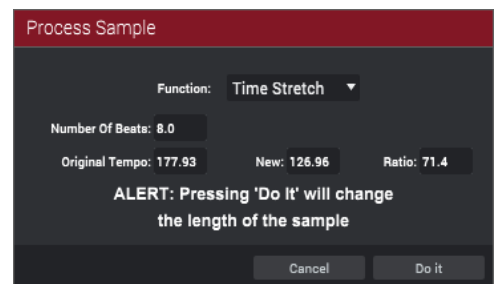 Process Sample
Function: Time Stretch
Number Of Beats: 8.0
Original Tempo: 177.93 New: 126.96 Ratio: 71.4
ALERT: Pressing 'Do It' will change
the length of the sample
Cancel Do it